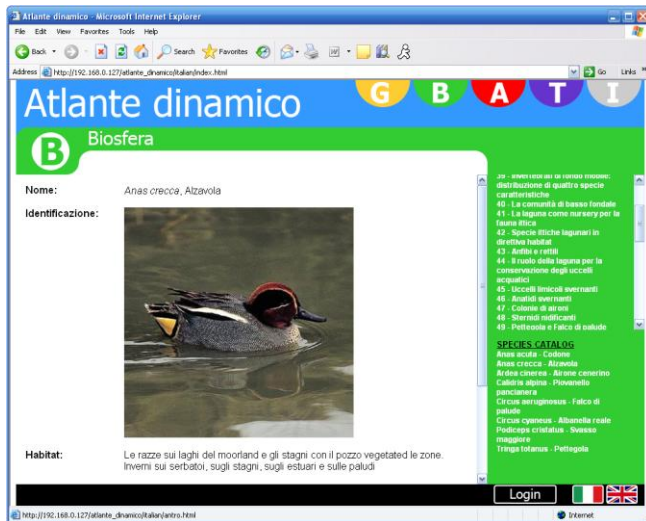 Atlante dinamico - Microsoft Internet Explorer
File Edit View Favorites Tools Help
Back Search Favorites
Address http://192.168.0.127/atlante_dinamico/italian/index.html Go Links
Atlante dinamico G B A T I
B Biosfera
Nome: Anas crecca, Alzavola
Identificazione:
Habitat: Le razze sui laghi del moorland e gli stagni con il pozzo vegetated le zone.
Inverni sui serbatoi, sugli stagni, sugli estuari e sulle paludi
39 - Invertebrati di fondo mobile:
distribuzione di quattro specie
caratteristiche
40 - La comunità di basso fondale
41 - La laguna come nursery per la
fauna ittica
42 - Specie ittiche lagunari in
direttiva habitat
43 - Anfibi e rettili
44 - Il ruolo della laguna per la
conservazione degli uccelli
acquatici
45 - Uccelli limicoli svernanti
46 - Anatidi svernanti
47 - Colonie di aironi
48 - Sternidi nidificanti
49 - Pettegola e Falco di palude
SPECIES CATALOG
Anas acuta - Codone
Anas crecca - Alzavola
Ardea cinerea - Airone cenerino
Calidris alpina - Piovanello
pancianera
Circus aeruginosus - Falco di
palude
Circus cyaneus - Albanella reale
Podiceps cristatus - Svasso
maggiore
Tringa totanus - Pettegola
Login
http://192.168.0.127/atlante_dinamico/italian/antro.html Internet